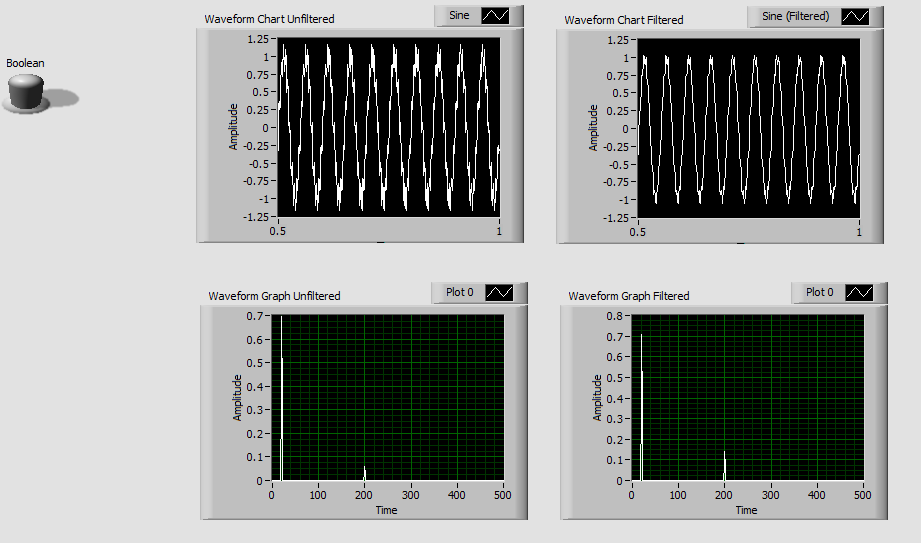 Boolean
Waveform Chart Unfiltered
Sine
Amplitude
1.25
1
0.75
0.5
0.25
0
-0.25
-0.5
-0.75
-1
-1.25
0.5 1
Waveform Chart Filtered
Sine (Filtered)
Amplitude
1.25
1
0.75
0.5
0.25
0
-0.25
-0.5
-0.75
-1
-1.25
0.5 1
Waveform Graph Unfiltered
Plot 0
Amplitude
0.7
0.6
0.5
0.4
0.3
0.2
0.1
0
0 100 200 300 400 500
Time
Waveform Graph Filtered
Plot 0
Amplitude
0.8
0.7
0.6
0.5
0.4
0.3
0.2
0.1
0
0 100 200 300 400 500
Time